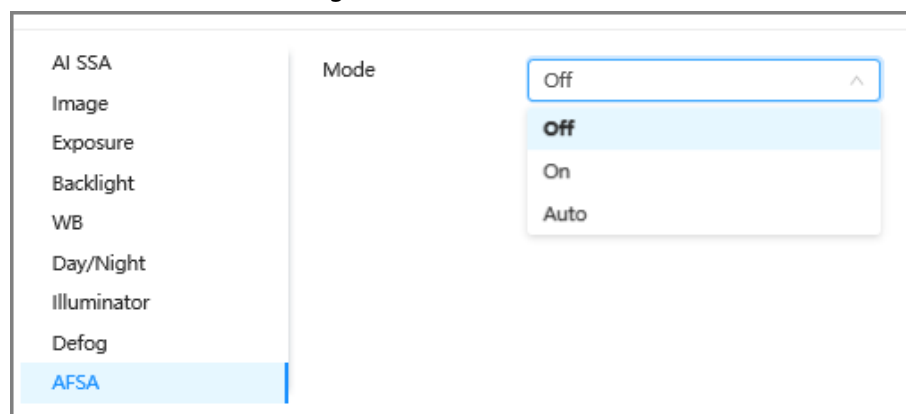 AI SSA
Image
Exposure
Backlight
WB
Day/Night
Illuminator
Defog
AFSA
Mode
Off
Off
On
Auto